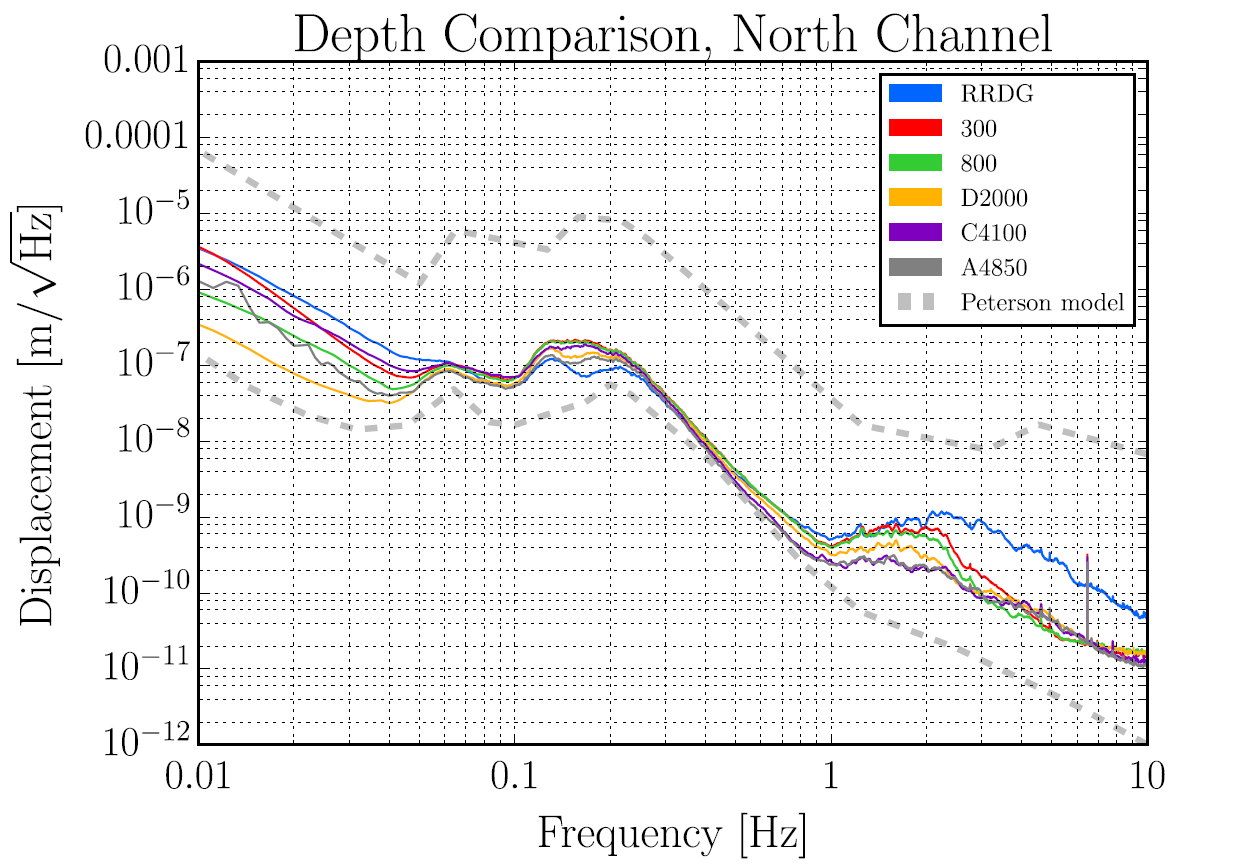 Depth Comparison, North Channel
0.001
0.0001
10⁻⁵
10⁻⁶
10⁻⁷
10⁻⁸
10⁻⁹
10⁻¹⁰
10⁻¹¹
10⁻¹²
Displacement [m/√Hz]
RRDG
300
800
D2000
C4100
A4850
Peterson model
0.01 0.1 1 10
Frequency [Hz]